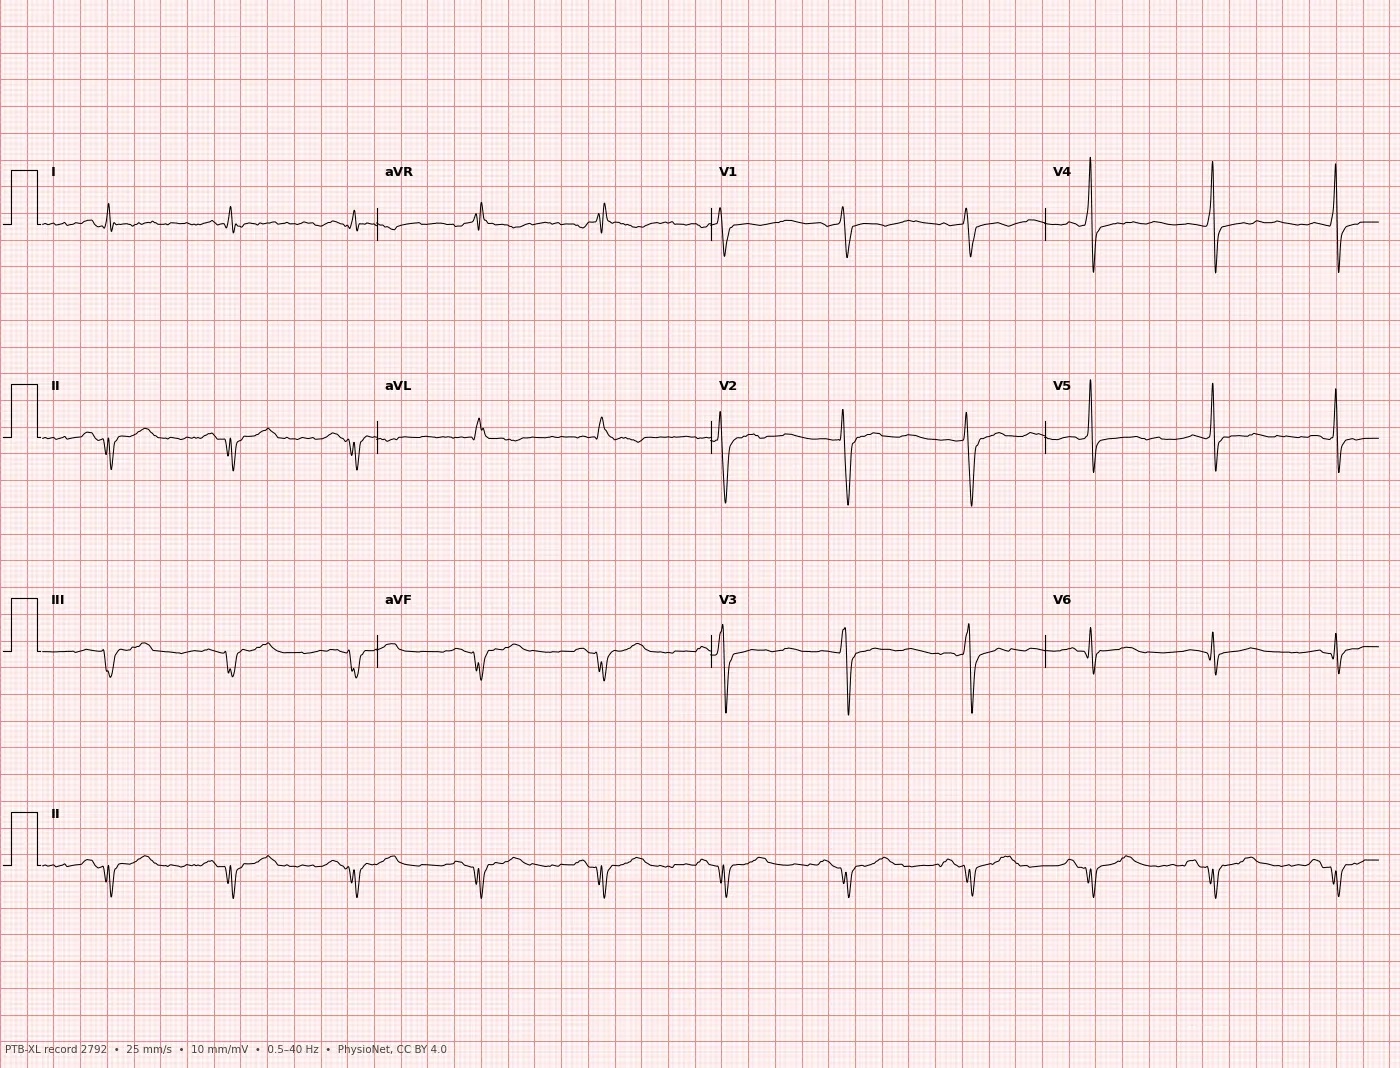 I aVR V1 V4
II aVL V2 V5
III aVF V3 V6
II
PTB-XL record 2792 • 25 mm/s • 10 mm/mV • 0.5–40 Hz • PhysioNet, CC BY 4.0